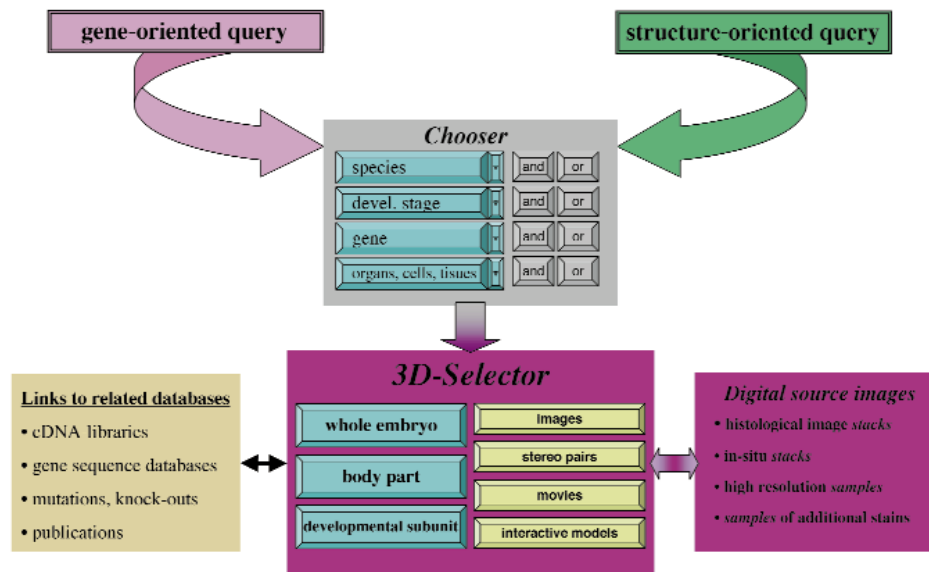 gene-oriented query
structure-oriented query
Chooser
species and or
devel. stage and or
gene and or
organs, cells, tissues and or
3D-Selector
whole embryo
body part
developmental subunit
images
stereo pairs
movies
interactive models
Links to related databases
• cDNA libraries
• gene sequence databases
• mutations, knock-outs
• publications
Digital source images
• histological image stacks
• in-situ stacks
• high resolution samples
• samples of additional stains